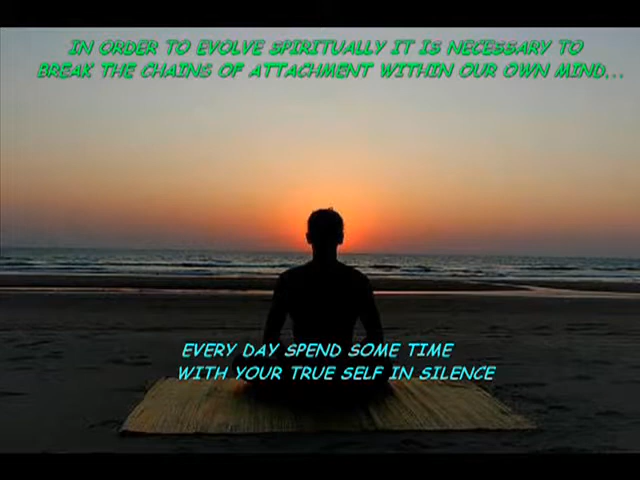 IN ORDER TO EVOLVE SPIRITUALLY IT IS NECESSARY TO
BREAK THE CHAINS OF ATTACHMENT WITHIN OUR OWN MIND...
EVERY DAY SPEND SOME TIME
WITH YOUR TRUE SELF IN SILENCE